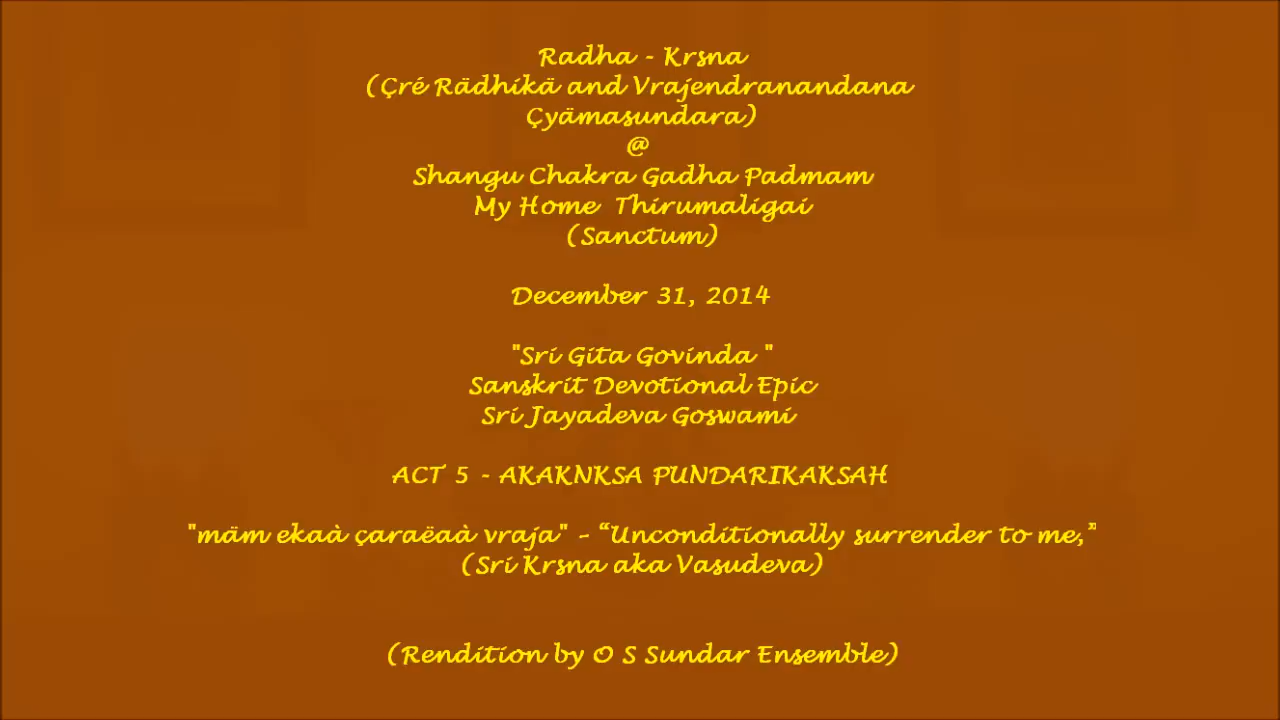 Radha - Krsna
(Çré Rädhikä and Vrajendranandana
Çyämasundara)
@
Shangu Chakra Gadha Padmam
My Home Thirumaligai
(Sanctum)
December 31, 2014
"Sri Gita Govinda "
Sanskrit Devotional Epic
Sri Jayadeva Goswami
ACT 5 - AKAKNKSA PUNDARIKAKSAH
"mäm ekaà çaraëaà vraja" - “Unconditionally surrender to me,”
(Sri Krsna aka Vasudeva)
(Rendition by O S Sundar Ensemble)